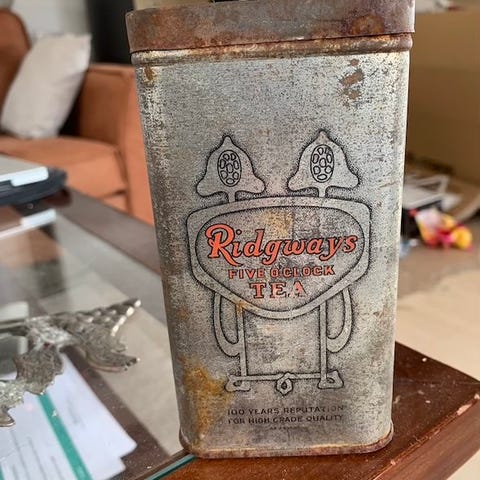 Ridgways
FIVE O'CLOCK
TEA
100 YEARS REPUTATION
FOR HIGH GRADE QUALITY